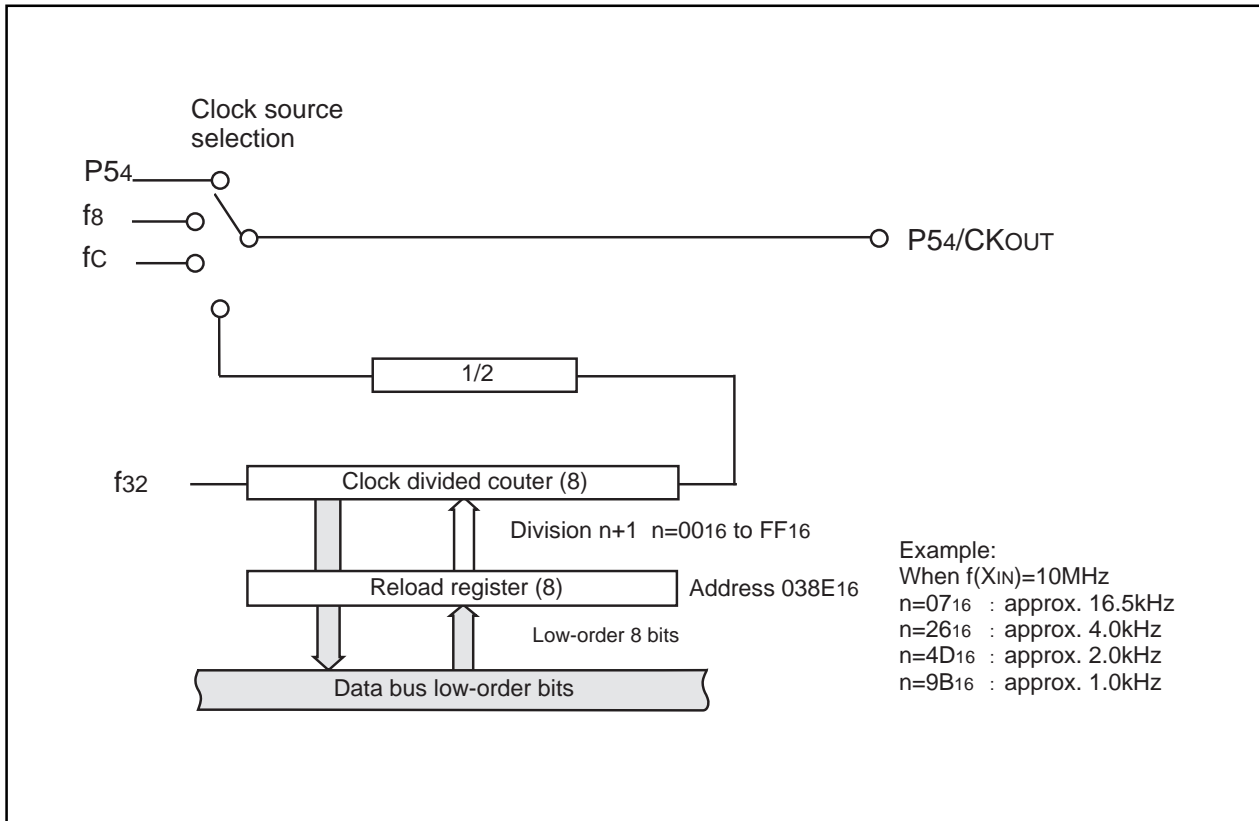 Clock source
selection
P54
f8
fC
P54/CKOUT
1/2
f32
Clock divided couter (8)
Division n+1 n=0016 to FF16
Reload register (8)
Address 038E16
Low-order 8 bits
Data bus low-order bits
Example:
When f(XIN)=10MHz
n=0716 : approx. 16.5kHz
n=2616 : approx. 4.0kHz
n=4D16 : approx. 2.0kHz
n=9B16 : approx. 1.0kHz